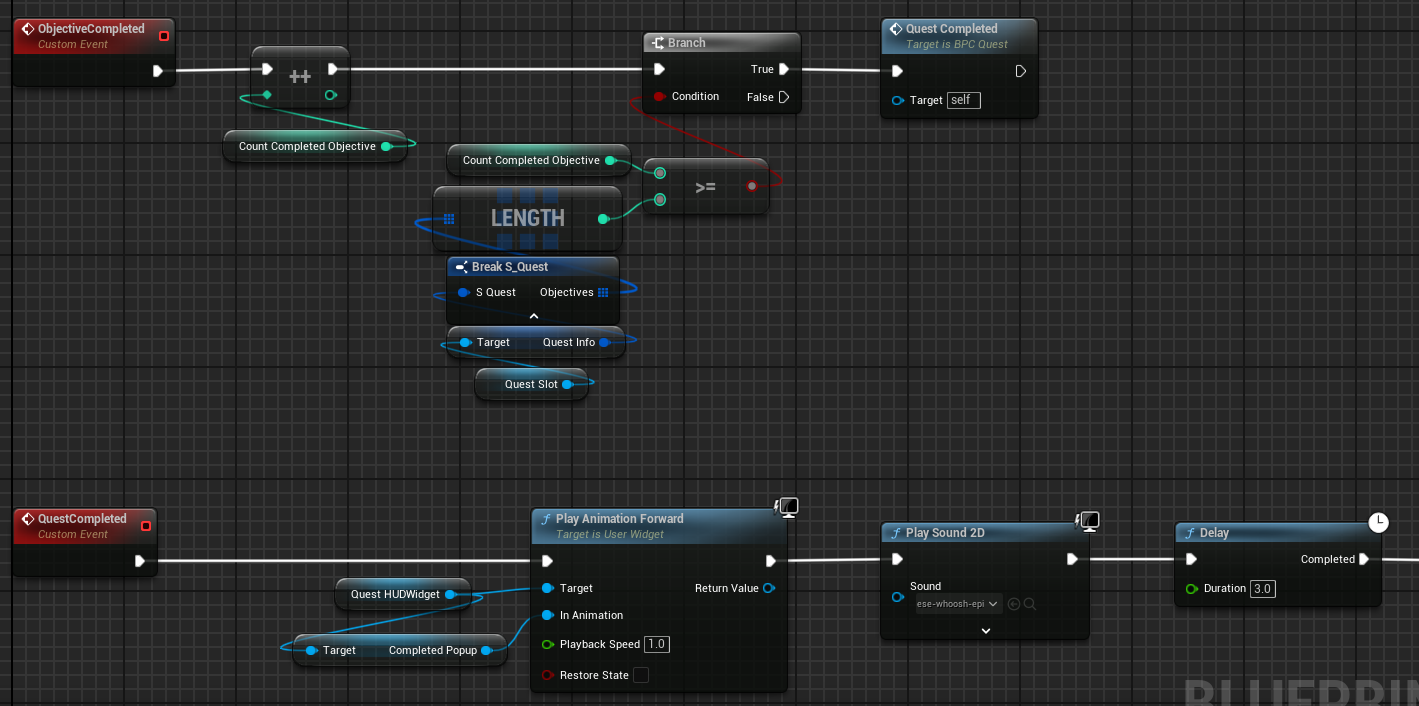 ObjectiveCompleted
Custom Event
++
Count Completed Objective
Branch
True
Condition
False
Quest Completed
Target is BPC Quest
Target self
Count Completed Objective
>=
LENGTH
Break S_Quest
S Quest
Objectives
Target
Quest Info
Quest Slot
QuestCompleted
Custom Event
Quest HUDWidget
Target
Completed Popup
Play Animation Forward
Target is User Widget
Target
Return Value
In Animation
Playback Speed 1.0
Restore State
Play Sound 2D
Sound
ese-whoosh-epi
Delay
Completed
Duration 3.0